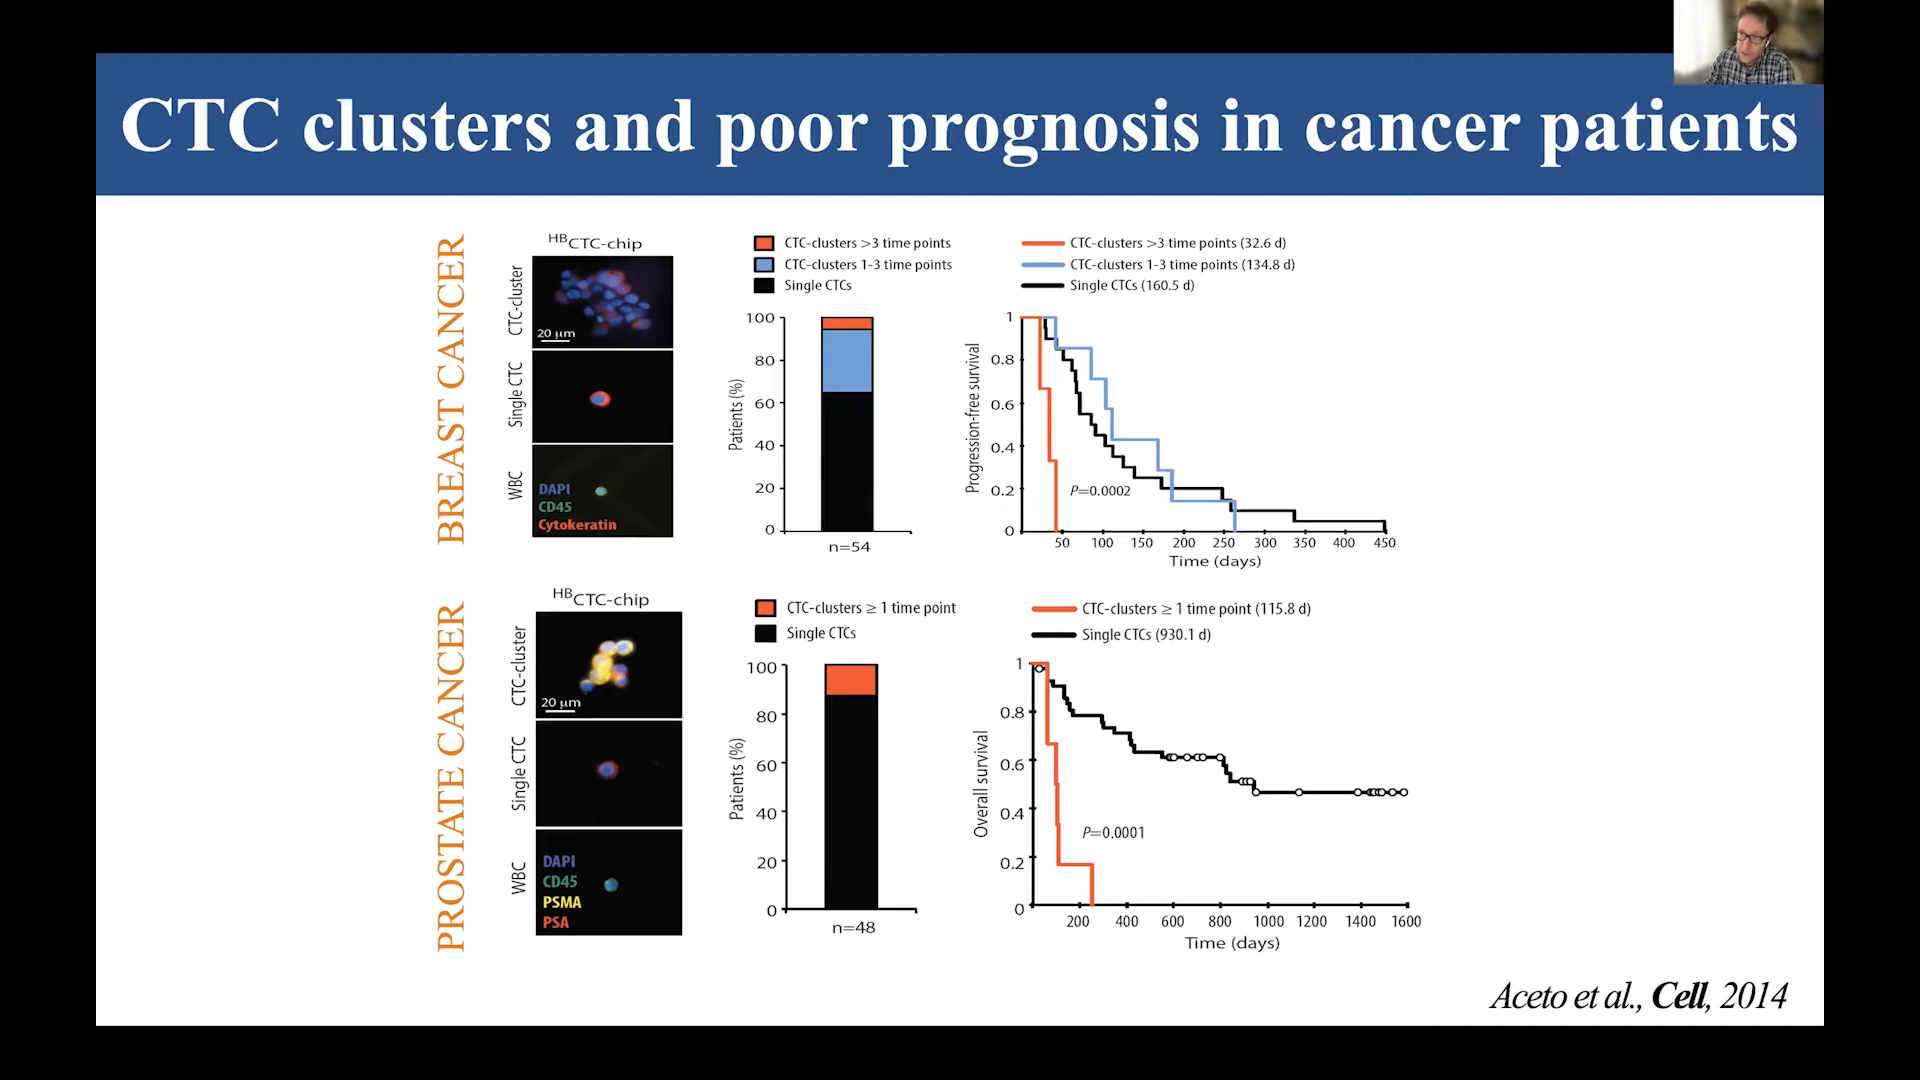 CTC clusters and poor prognosis in cancer patients
BREAST CANCER
HBCTC-chip
CTC-cluster
20 µm
Single CTC
WBC
DAPI
CD45
Cytokeratin
CTC-clusters >3 time points
CTC-clusters 1-3 time points
Single CTCs
Patients (%)
100
80
60
40
20
0
n=54
CTC-clusters >3 time points (32.6 d)
CTC-clusters 1-3 time points (134.8 d)
Single CTCs (160.5 d)
Progression-free survival
1
0.8
0.6
0.4
0.2
0
P=0.0002
50 100 150 200 250 300 350 400 450
Time (days)
PROSTATE CANCER
HBCTC-chip
CTC-cluster
20 µm
Single CTC
WBC
DAPI
CD45
PSMA
PSA
CTC-clusters ≥ 1 time point
Single CTCs
Patients (%)
100
80
60
40
20
0
n=48
CTC-clusters ≥ 1 time point (115.8 d)
Single CTCs (930.1 d)
Overall survival
1
0.8
0.6
0.4
0.2
0
P=0.0001
200 400 600 800 1000 1200 1400 1600
Time (days)
Aceto et al., Cell, 2014